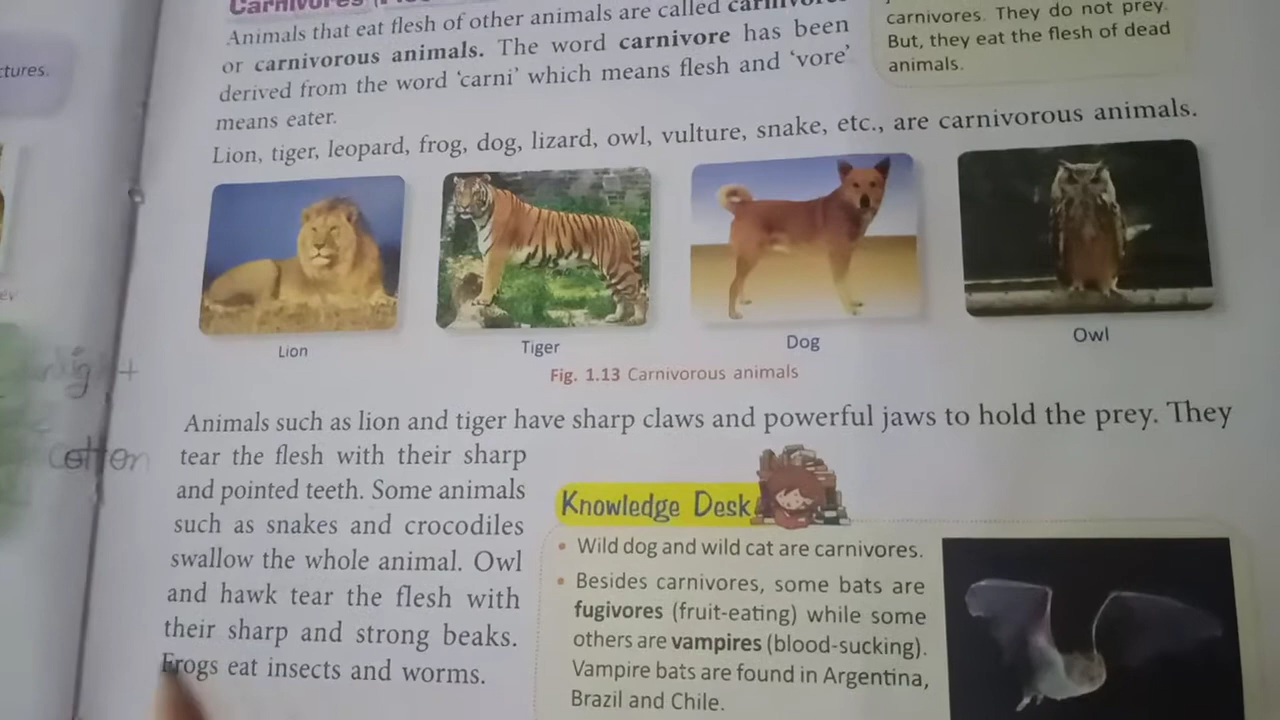 Carnivores
Animals that eat flesh of other animals are called carnivores
or carnivorous animals. The word carnivore has been
derived from the word ‘carni’ which means flesh and ‘vore’
means eater.
Lion, tiger, leopard, frog, dog, lizard, owl, vulture, snake, etc., are carnivorous animals.
carnivores. They do not prey.
But, they eat the flesh of dead
animals.
ctures.
Lion
Tiger
Dog
Owl
Fig. 1.13 Carnivorous animals
cotton
Animals such as lion and tiger have sharp claws and powerful jaws to hold the prey. They
tear the flesh with their sharp
and pointed teeth. Some animals
such as snakes and crocodiles
swallow the whole animal. Owl
and hawk tear the flesh with
their sharp and strong beaks.
Frogs eat insects and worms.
Knowledge Desk
• Wild dog and wild cat are carnivores.
• Besides carnivores, some bats are
fugivores (fruit-eating) while some
others are vampires (blood-sucking).
Vampire bats are found in Argentina,
Brazil and Chile.